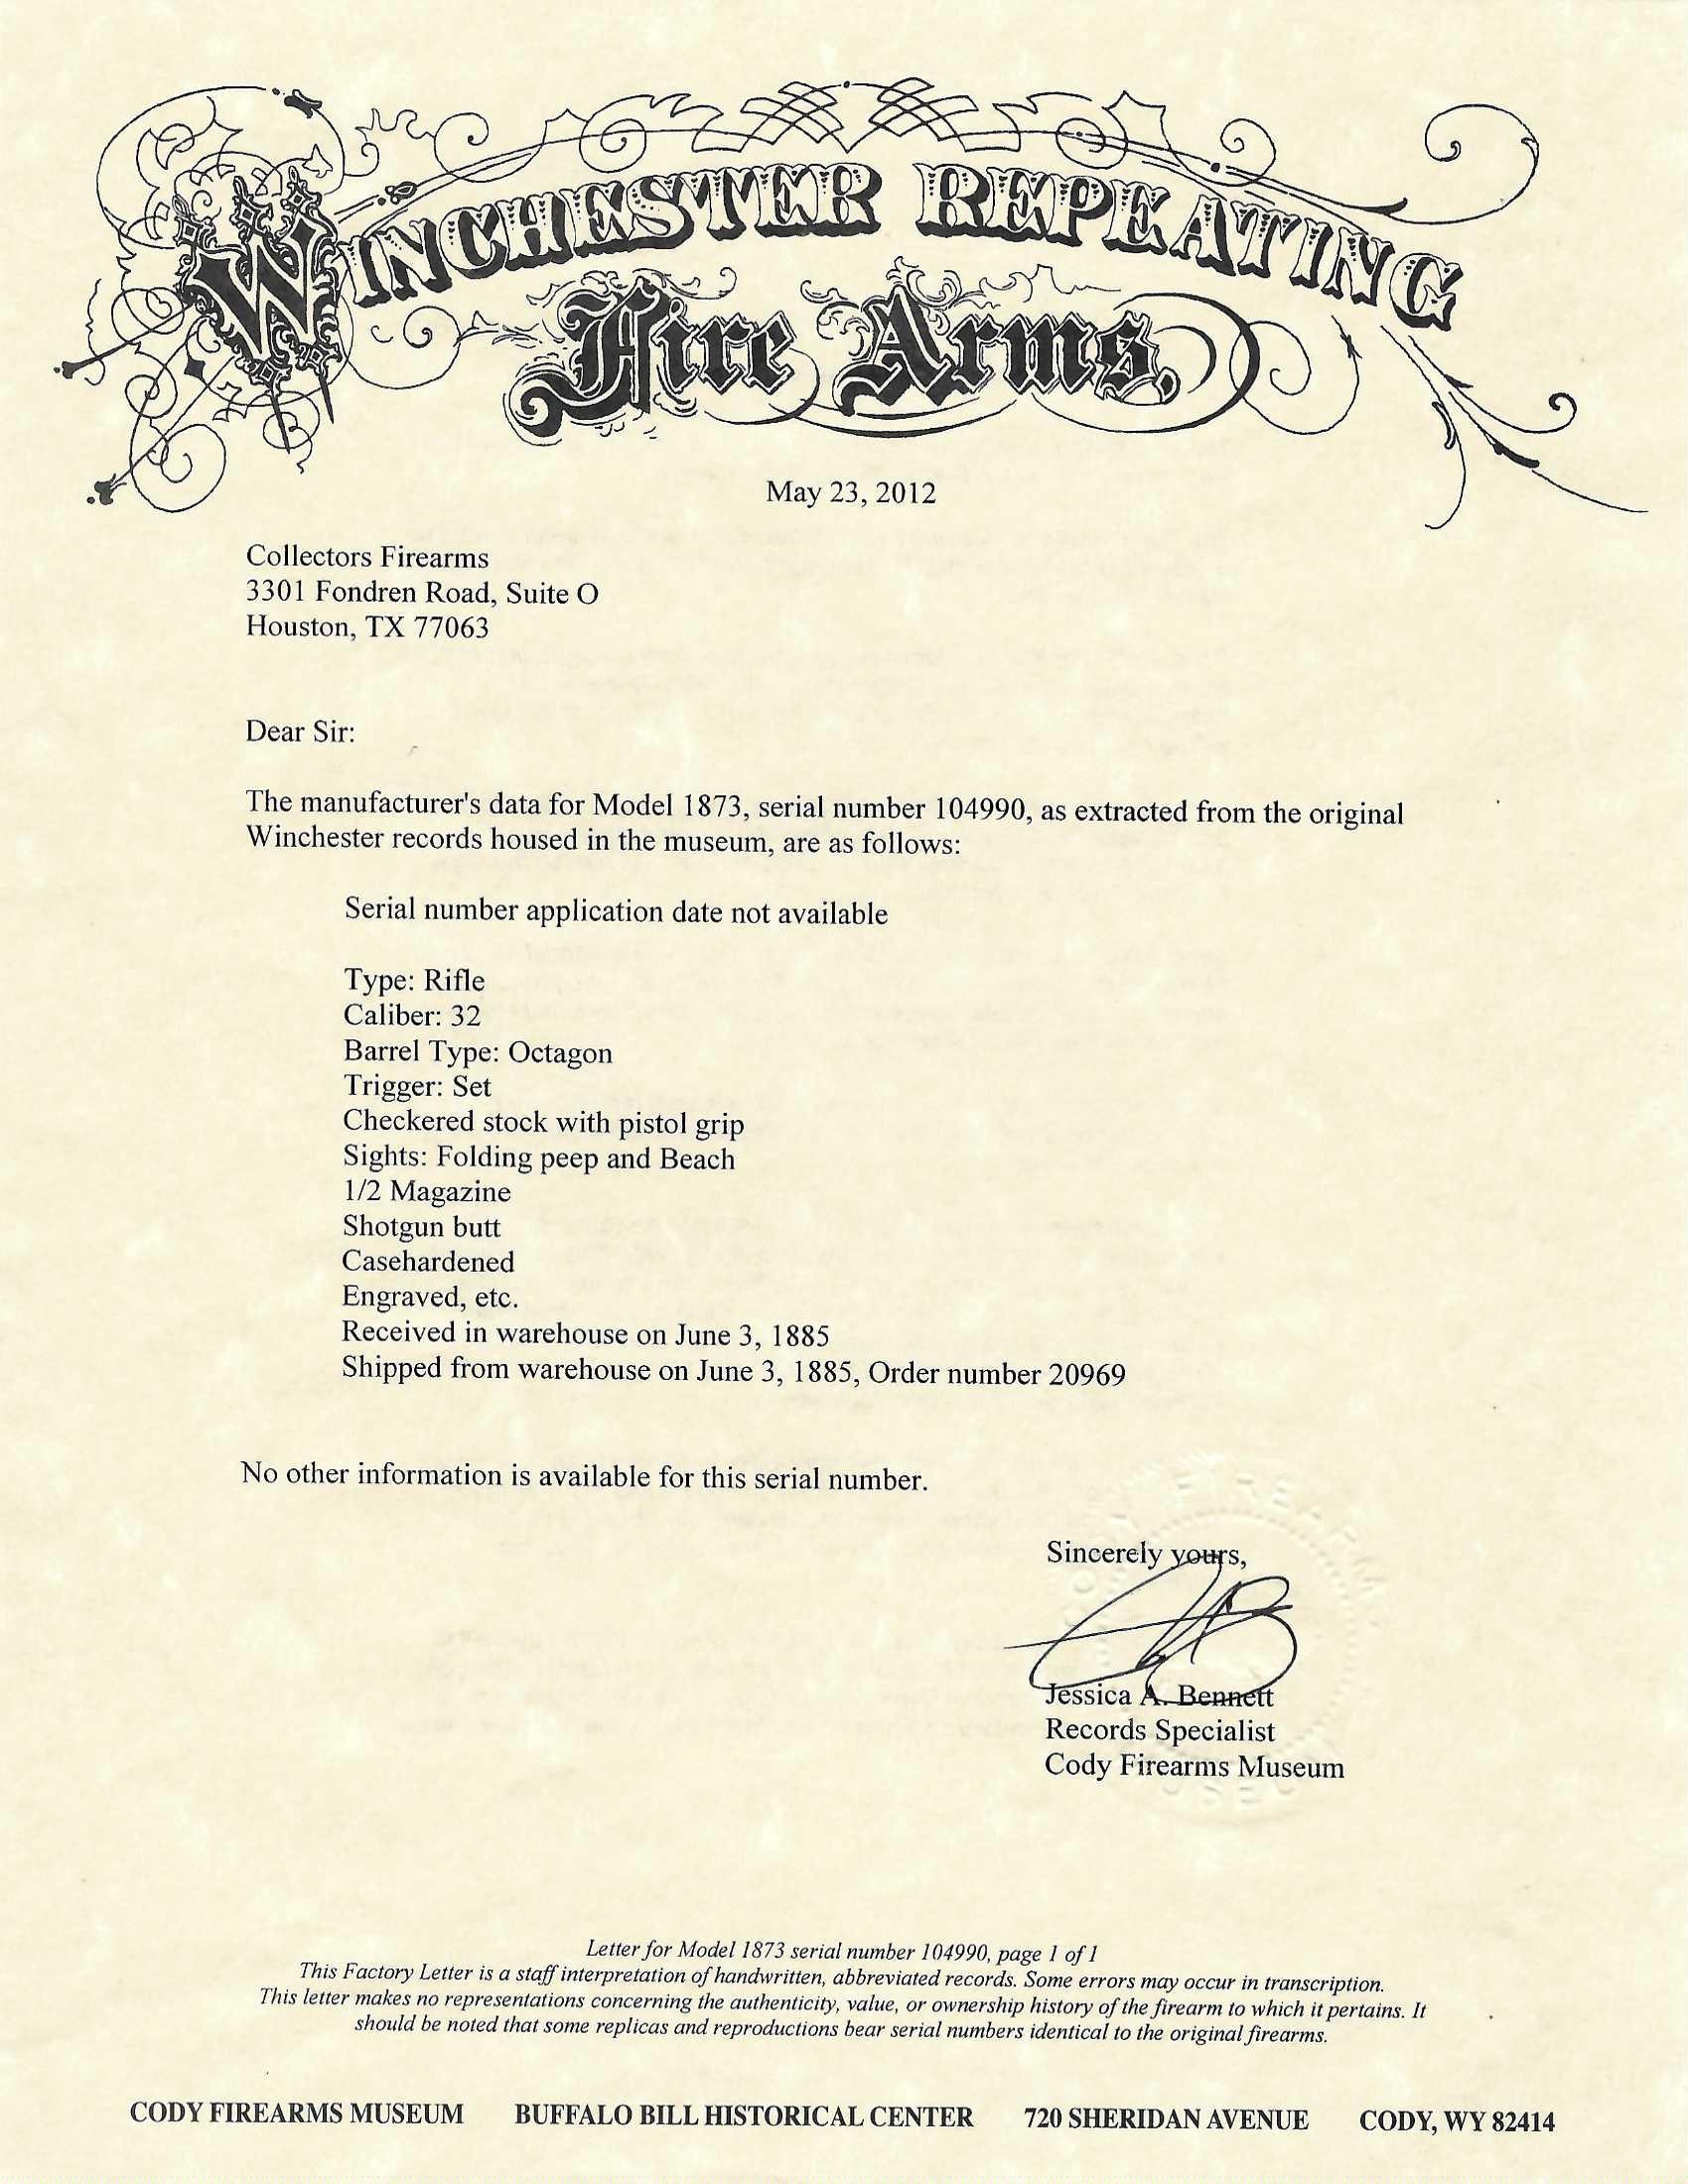 WINCHESTER REPEATING
Fire Arms.
May 23, 2012
Collectors Firearms
3301 Fondren Road, Suite O
Houston, TX 77063
Dear Sir:
The manufacturer's data for Model 1873, serial number 104990, as extracted from the original
Winchester records housed in the museum, are as follows:
Serial number application date not available
Type: Rifle
Caliber: 32
Barrel Type: Octagon
Trigger: Set
Checkered stock with pistol grip
Sights: Folding peep and Beach
1/2 Magazine
Shotgun butt
Casehardened
Engraved, etc.
Received in warehouse on June 3, 1885
Shipped from warehouse on June 3, 1885, Order number 20969
No other information is available for this serial number.
Sincerely yours,
Jessica A. Bennett
Records Specialist
Cody Firearms Museum
Letter for Model 1873 serial number 104990, page 1 of 1
This Factory Letter is a staff interpretation of handwritten, abbreviated records. Some errors may occur in transcription.
This letter makes no representations concerning the authenticity, value, or ownership history of the firearm to which it pertains. It
should be noted that some replicas and reproductions bear serial numbers identical to the original firearms.
CODY FIREARMS MUSEUM BUFFALO BILL HISTORICAL CENTER 720 SHERIDAN AVENUE CODY, WY 82414